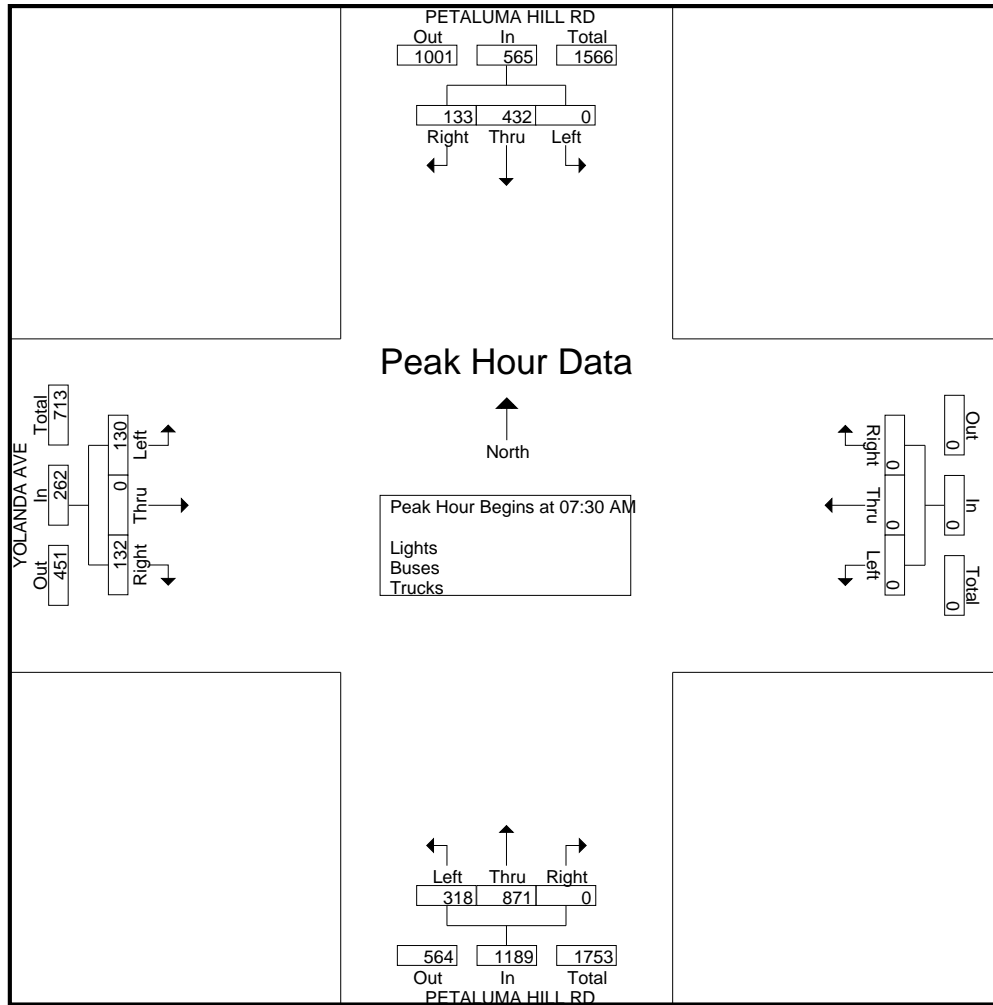 PETALUMA HILL RD
Out In Total
1001 565 1566
133 432 0
Right Thru Left
Peak Hour Data
North
Peak Hour Begins at 07:30 AM
Lights
Buses
Trucks
YOLANDA AVE
Out In Total
451 262 713
132 0 130
Right Thru Left
Right Thru Left
0 0 0
Out In Total
0 0 0
Left Thru Right
318 871 0
564 1189 1753
Out In Total
PETALUMA HILL RD